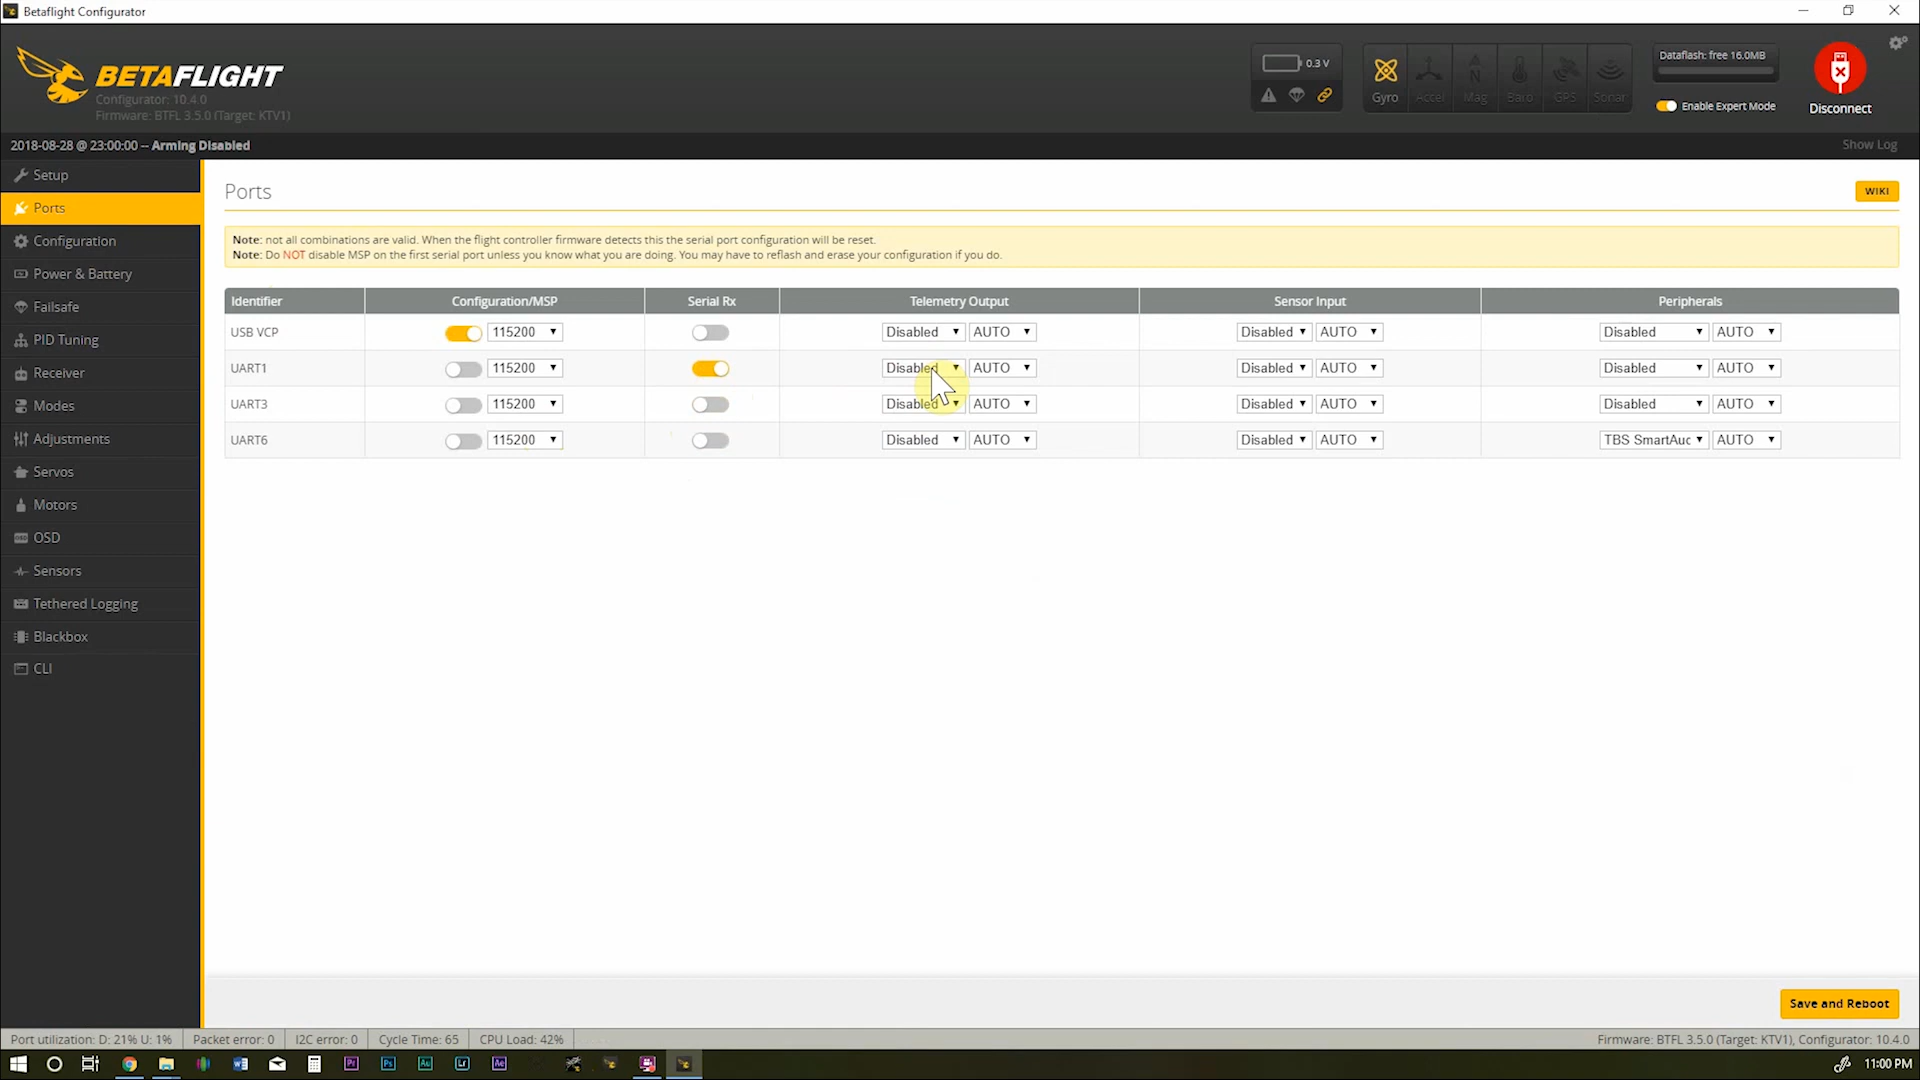 Betaflight Configurator
BETAFLIGHT
Configurator: 10.4.0
Firmware: BTFL 3.5.0 (Target: KTV1)
0.3 V
Gyro Accel Mag Baro GPS Sonar
Dataflash: free 16.0MB
Enable Expert Mode
Disconnect
2018-08-28 @ 23:00:00 -- Arming Disabled
Show Log
Setup
Ports
Configuration
Power & Battery
Failsafe
PID Tuning
Receiver
Modes
Adjustments
Servos
Motors
OSD
Sensors
Tethered Logging
Blackbox
CLI
Ports
WIKI
Note: not all combinations are valid. When the flight controller firmware detects this the serial port configuration will be reset.
Note: Do NOT disable MSP on the first serial port unless you know what you are doing. You may have to reflash and erase your configuration if you do.
Identifier Configuration/MSP Serial Rx Telemetry Output Sensor Input Peripherals
USB VCP 115200 Disabled AUTO Disabled AUTO Disabled AUTO
UART1 115200 Disabled AUTO Disabled AUTO Disabled AUTO
UART3 115200 Disabled AUTO Disabled AUTO Disabled AUTO
UART6 115200 Disabled AUTO Disabled AUTO TBS SmartAuc AUTO
Save and Reboot
Port utilization: D: 21% U: 1% Packet error: 0 I2C error: 0 Cycle Time: 65 CPU Load: 42% Firmware: BTFL 3.5.0 (Target: KTV1), Configurator: 10.4.0
Pr Ps Au Lr Ae
11:00 PM